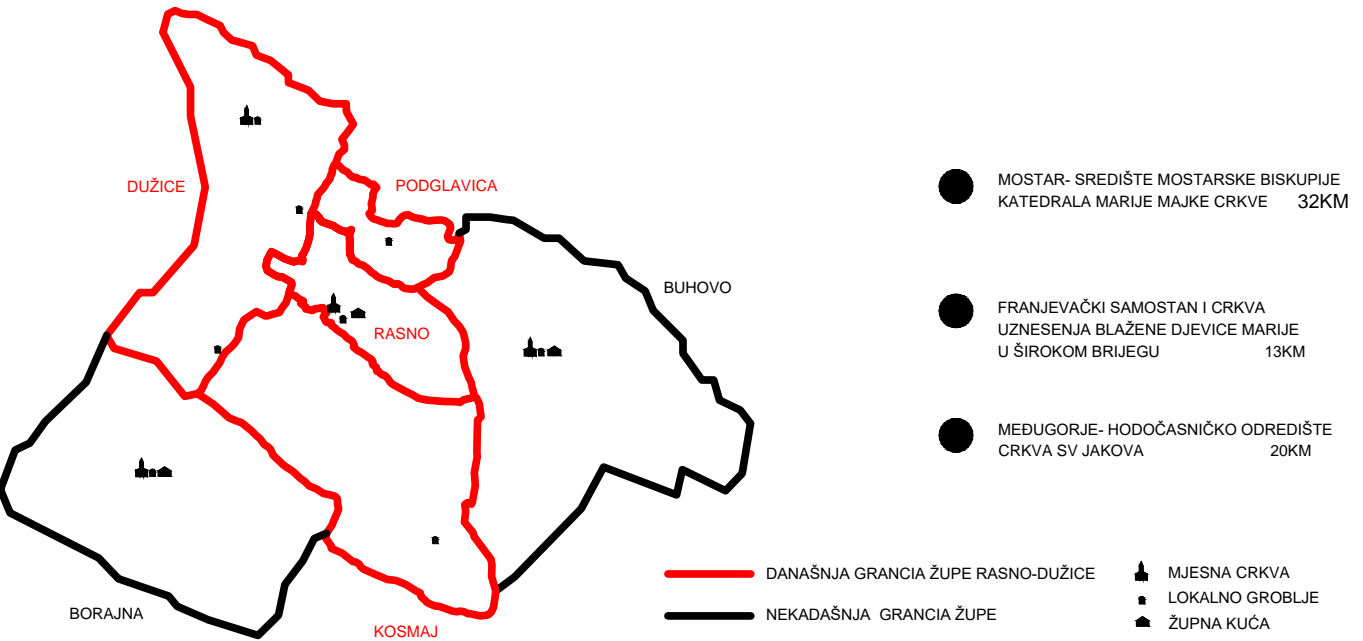 DUŽICE
PODGLAVICA
BUHOVO
RASNO
BORAJNA
KOSMAJ
MOSTAR- SREDIŠTE MOSTARSKE BISKUPIJE
KATEDRALA MARIJE MAJKE CRKVE 32KM
FRANJEVAČKI SAMOSTAN I CRKVA
UZNESENJA BLAŽENE DJEVICE MARIJE
U ŠIROKOM BRIJEGU 13KM
MEĐUGORJE- HODOČASNIČKO ODREDIŠTE
CRKVA SV JAKOVA 20KM
DANAŠNJA GRANCIA ŽUPE RASNO-DUŽICE
NEKADAŠNJA GRANCIA ŽUPE
MJESNA CRKVA
LOKALNO GROBLJE
ŽUPNA KUĆA